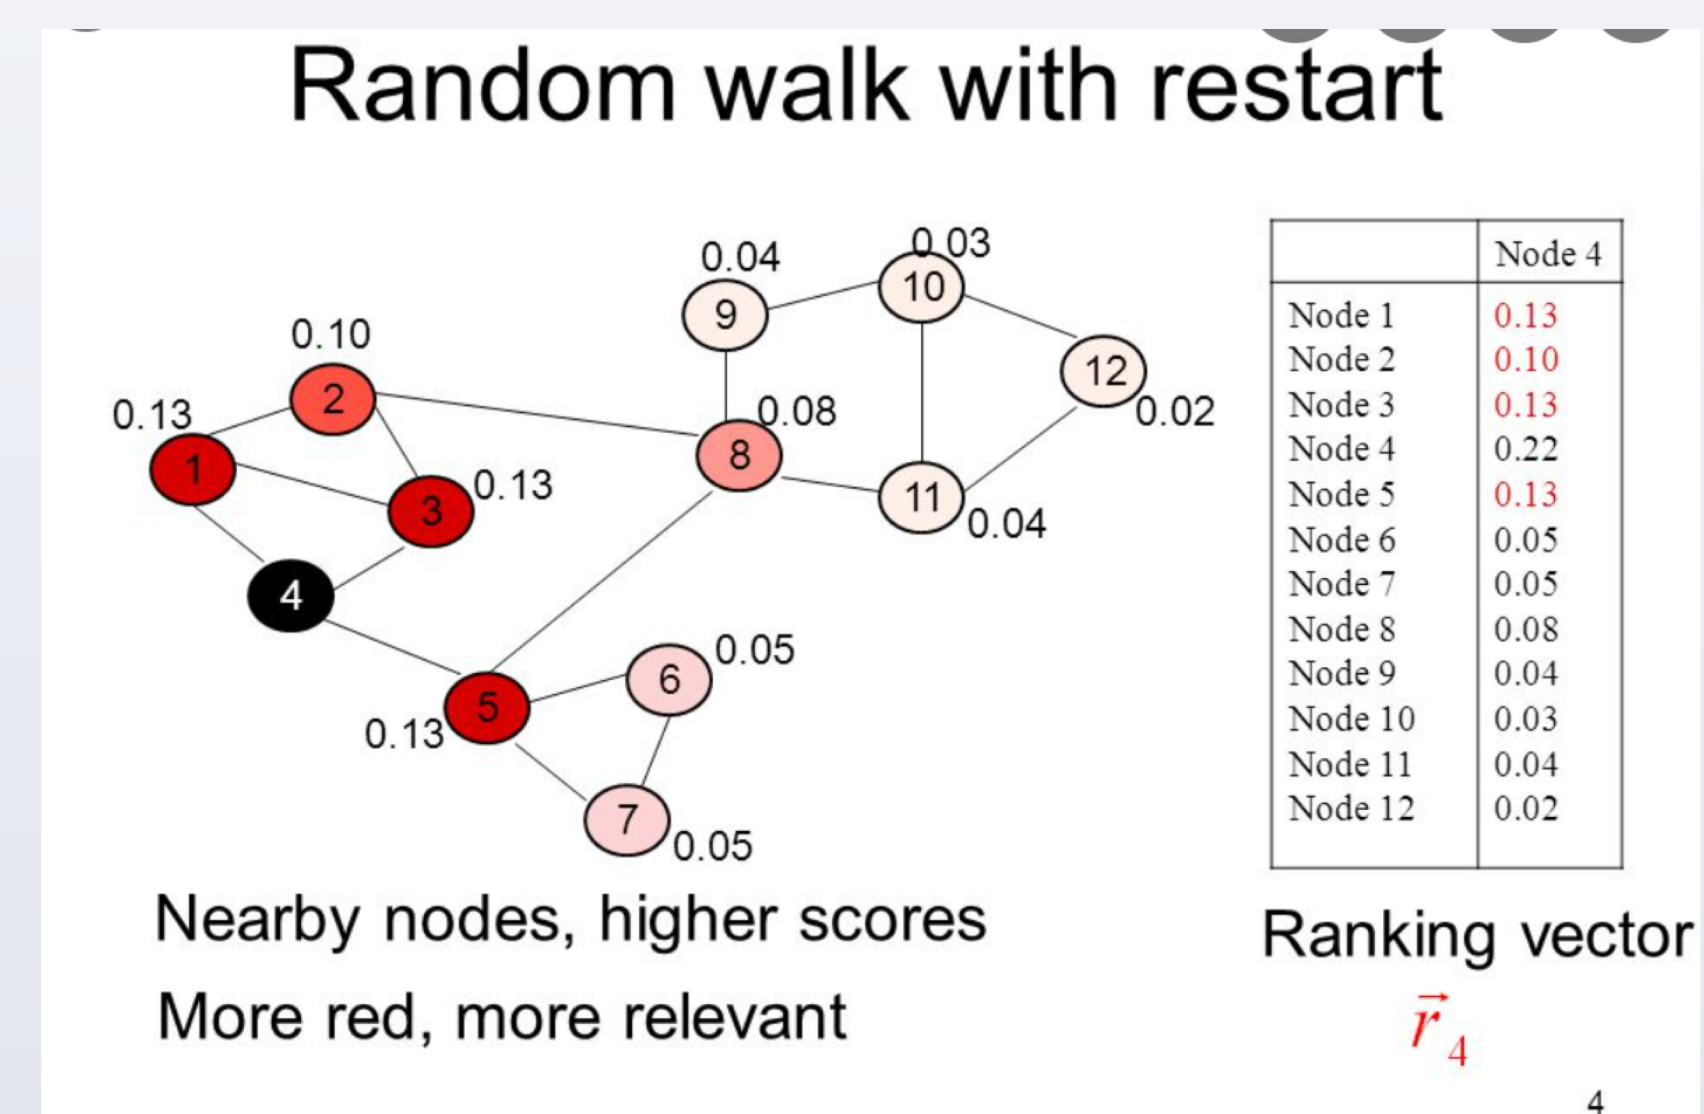 Random walk with restart
0.03
0.04
10
9
0.10
12
2
0.13
0.08
0.02
1
8
0.13
3
11
0.04
4
0.05
6
5
0.13
7
0.05
Nearby nodes, higher scores
More red, more relevant
Node 4
Node 1 0.13
Node 2 0.10
Node 3 0.13
Node 4 0.22
Node 5 0.13
Node 6 0.05
Node 7 0.05
Node 8 0.08
Node 9 0.04
Node 10 0.03
Node 11 0.04
Node 12 0.02
Ranking vector
r⃗ 4
4